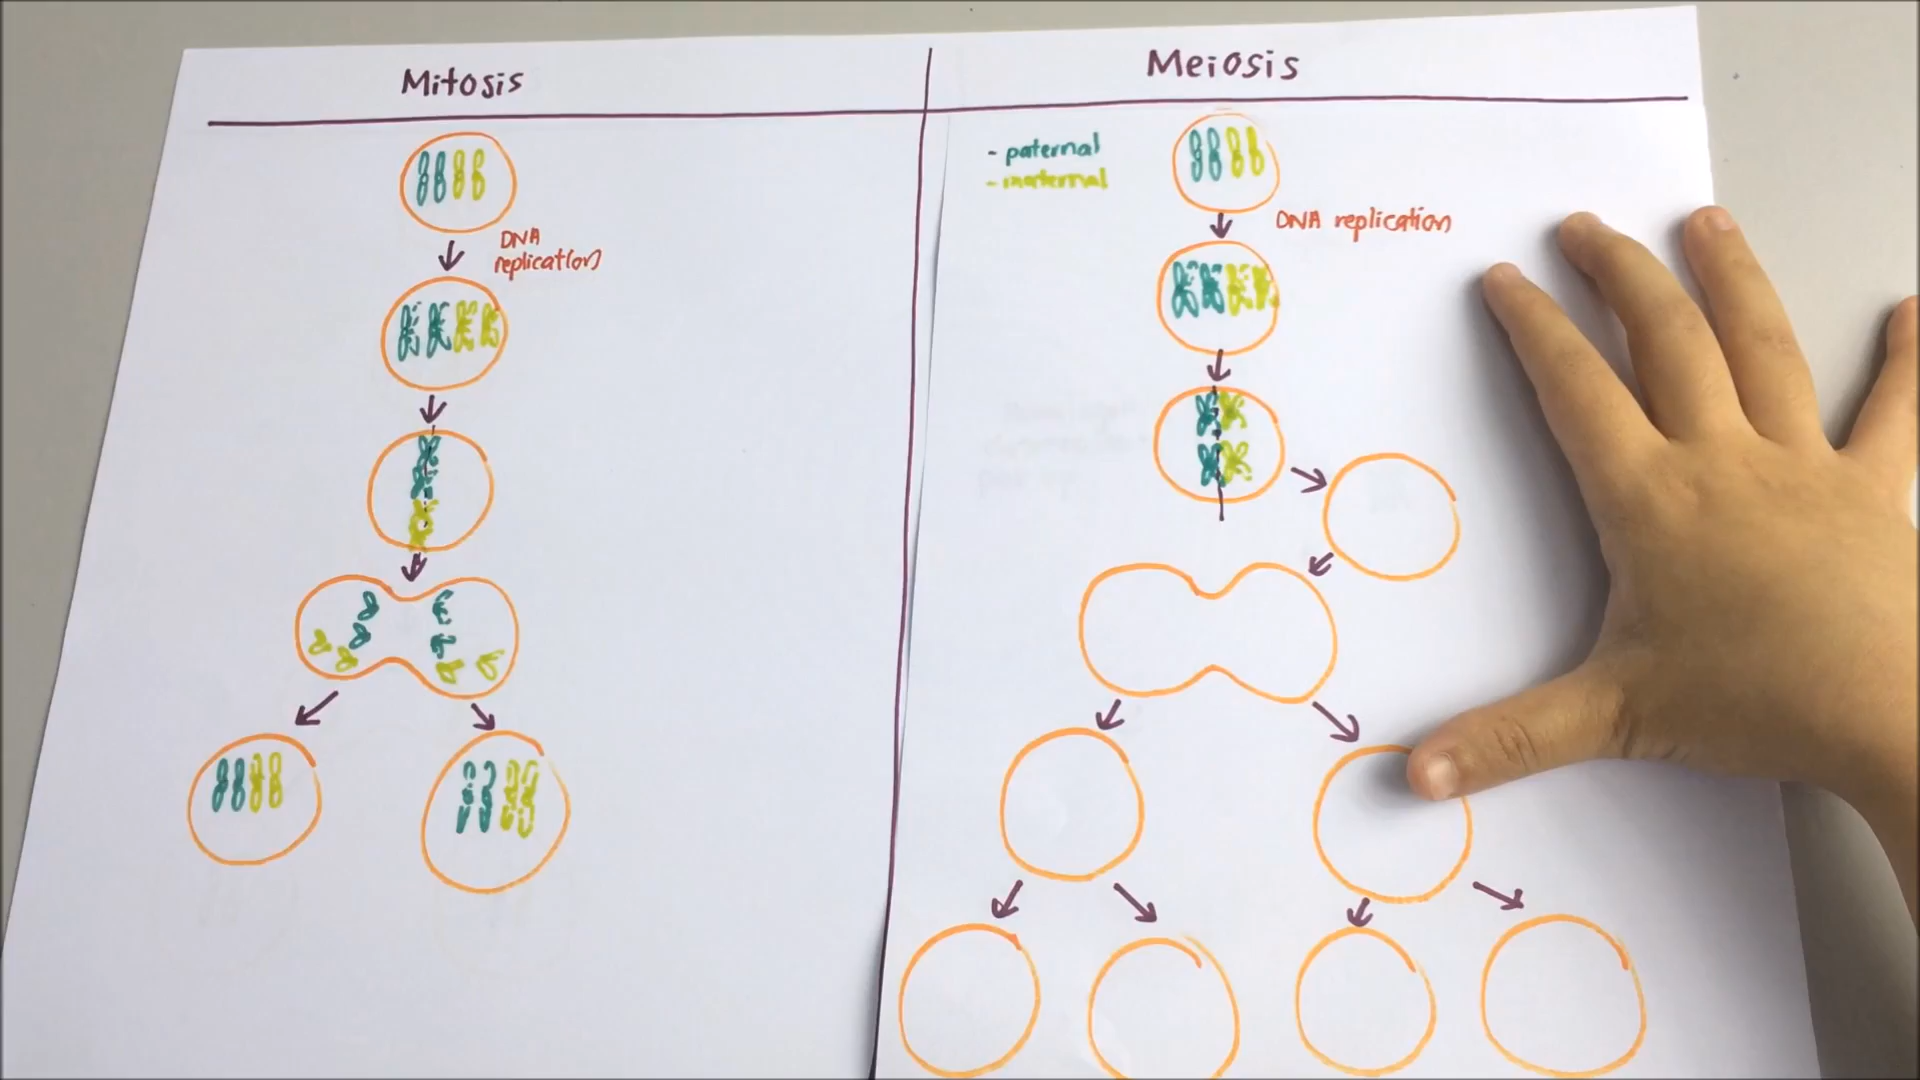 Mitosis
Meiosis
- paternal
- maternal
DNA
replication
DNA replication